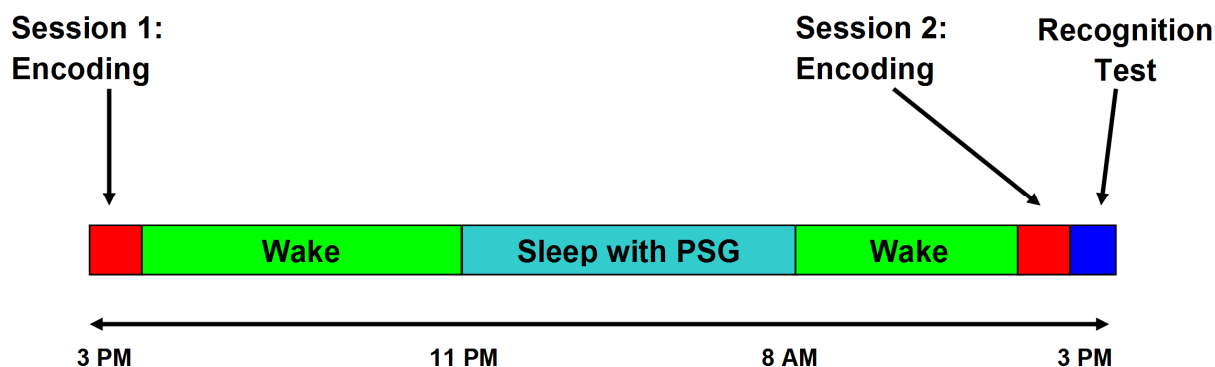 Session 1:
Encoding
Session 2:
Encoding
Recognition
Test
Wake
Sleep with PSG
Wake
3 PM
11 PM
8 AM
3 PM